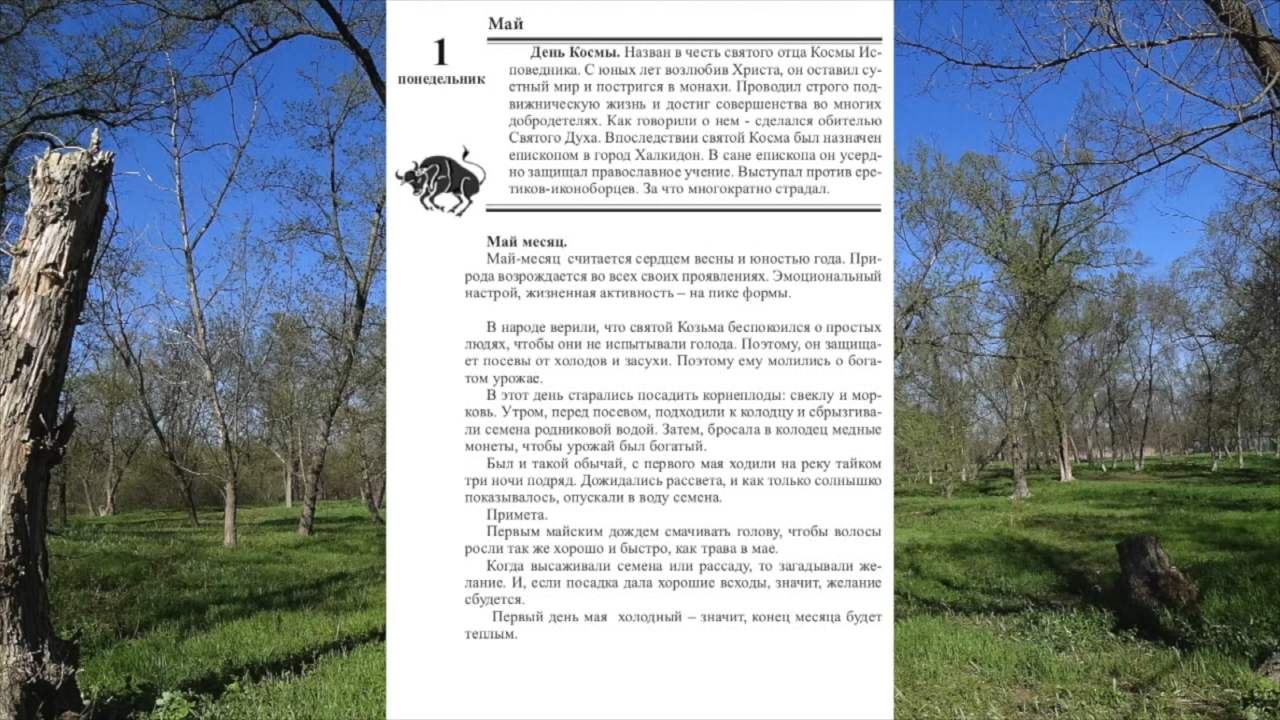 Май
1
понедельник
День Космы. Назван в честь святого отца Космы Ис-
поведника. С юных лет возлюбив Христа, он оставил су-
етный мир и постригся в монахи. Проводил строго под-
вижническую жизнь и достиг совершенства во многих
добродетелях. Как говорили о нем - сделался обителью
Святого Духа. Впоследствии святой Косма был назначен
епископом в город Халкидон. В сане епископа он усерд-
но защищал православное учение. Выступал против ерс-
тиков-иконоборцев. За что многократно страдал.
Май месяц.
Май-месяц считается сердцем весны и юностью года. При-
рода возрождается во всех своих проявлениях. Эмоциональный
настрой, жизненная активность – на пике формы.
В народе верили, что святой Козьма беспокоился о простых
людях, чтобы они не испытывали голода. Поэтому, он защища-
ет посевы от холодов и засухи. Поэтому ему молились о бога-
том урожае.
В этот день старались посадить корнеплоды: свеклу и мор-
ковь. Утром, перед посевом, подходили к колодцу и сбрызгива-
ли семена родниковой водой. Затем, бросала в колодец медные
монеты, чтобы урожай был богатый.
Был и такой обычай, с первого мая ходили на реку тайком
три ночи подряд. Дожидались рассвета, и как только солнышко
показывалось, опускали в воду семена.
Примета.
Первым майским дождем смачивать голову, чтобы волосы
росли так же хорошо и быстро, как трава в мае.
Когда высаживали семена или рассаду, то загадывали же-
лание. И, если посадка дала хорошие всходы, значит, желание
сбудется.
Первый день мая холодный – значит, конец месяца будет
теплым.